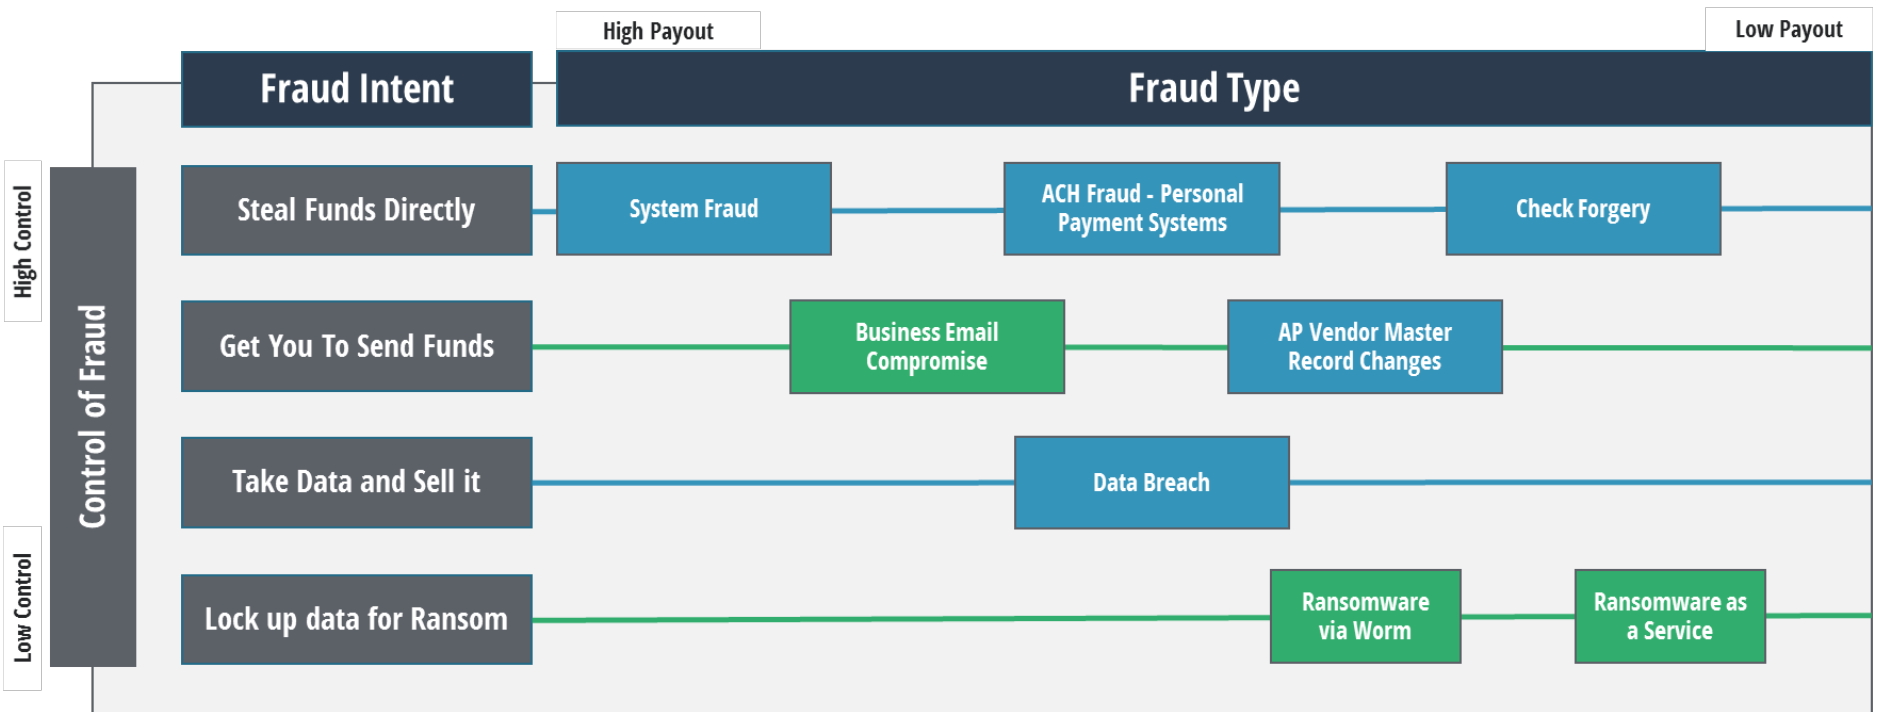 High Payout
Low Payout
Fraud Intent
Fraud Type
High Control
Control of Fraud
Low Control
Steal Funds Directly
System Fraud
ACH Fraud - Personal
Payment Systems
Check Forgery
Get You To Send Funds
Business Email
Compromise
AP Vendor Master
Record Changes
Take Data and Sell it
Data Breach
Lock up data for Ransom
Ransomware
via Worm
Ransomware as
a Service